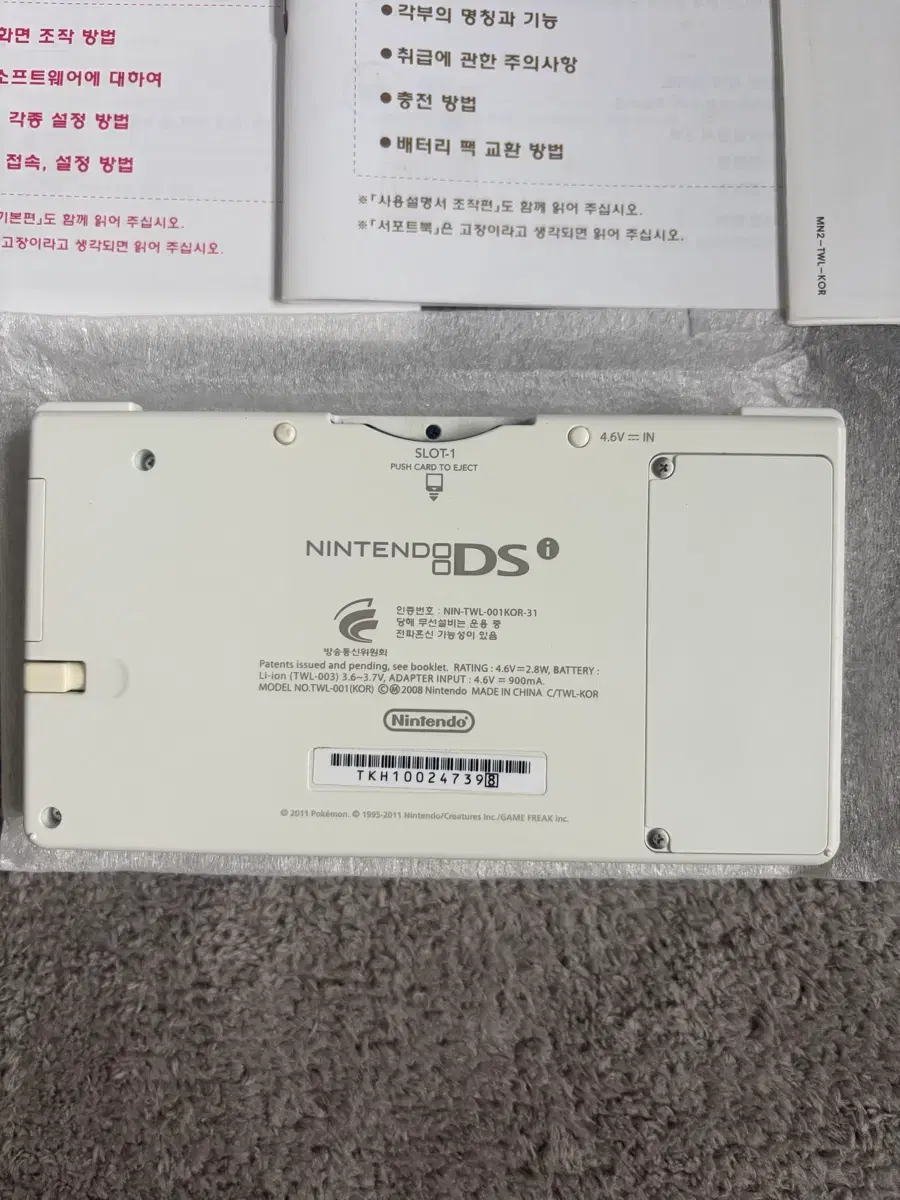 화면 조작 방법
소프트웨어에 대하여
각종 설정 방법
접속, 설정 방법
기본편」도 함께 읽어 주십시오.
고장이라고 생각되면 읽어 주십시오.
●각부의 명칭과 기능
●취급에 관한 주의사항
●충전 방법
●배터리 팩 교환 방법
※「사용설명서 조작편」도 함께 읽어 주십시오.
※「서포트북」은 고장이라고 생각되면 읽어 주십시오.
MN2-TWL-KOR
4.6V ⎓ IN
SLOT-1
PUSH CARD TO EJECT
NINTENDO DSi
인증번호 : NIN-TWL-001KOR-31
당해 무선설비는 운용 중
전파혼신 가능성이 있음
방송통신위원회
Patents issued and pending, see booklet. RATING : 4.6V⎓2.8W, BATTERY :
Li-ion (TWL-003) 3.6~3.7V, ADAPTER INPUT : 4.6V ⎓ 900mA.
MODEL NO.TWL-001(KOR) ©Ⓜ2008 Nintendo MADE IN CHINA C/TWL-KOR
Nintendo®
TKH100247398
© 2011 Pokémon. © 1995-2011 Nintendo/Creatures Inc./GAME FREAK inc.